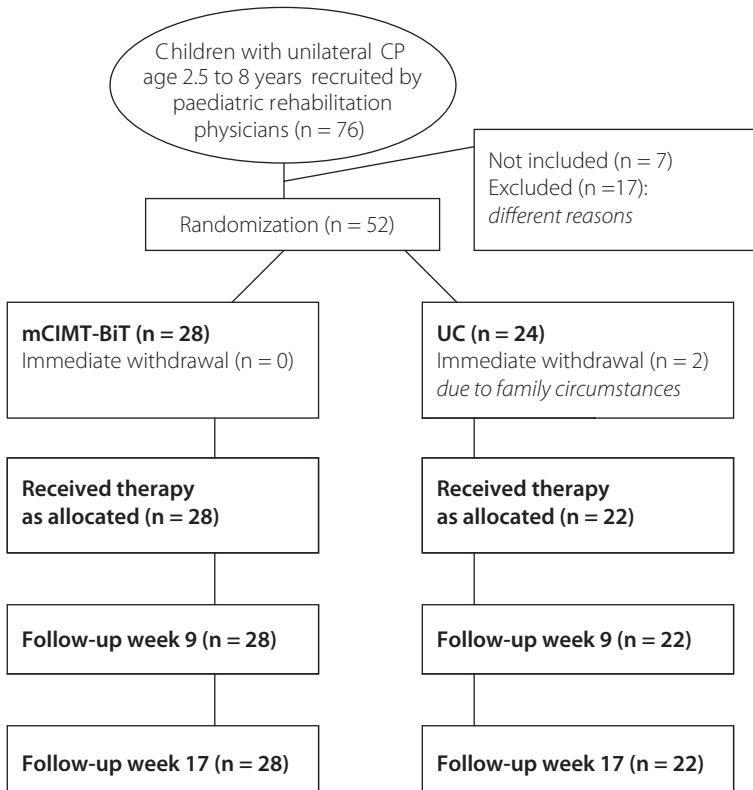 Children with unilateral CP
age 2.5 to 8 years recruited by
paediatric rehabilitation
physicians (n = 76)
Not included (n = 7)
Excluded (n =17):
different reasons
Randomization (n = 52)
mCIMT-BiT (n = 28)
Immediate withdrawal (n = 0)
UC (n = 24)
Immediate withdrawal (n = 2)
due to family circumstances
Received therapy
as allocated (n = 28)
Received therapy
as allocated (n = 22)
Follow-up week 9 (n = 28)
Follow-up week 9 (n = 22)
Follow-up week 17 (n = 28)
Follow-up week 17 (n = 22)